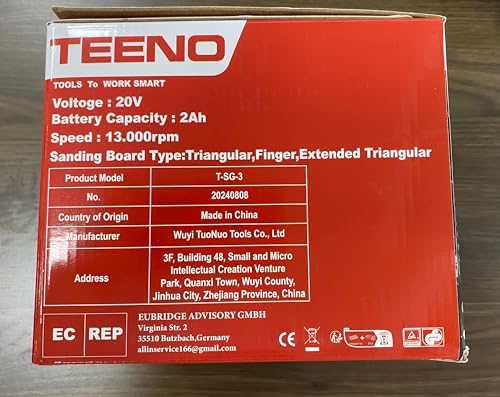 TEENO
TOOLS To WORK SMART
Voltoge : 20V
Battery Capacity : 2Ah
Speed : 13.000rpm
Sanding Board Type:Triangular,Finger,Extended Triangular
Product Model T-SG-3
No. 20240808
Country of Origin Made in China
Manufacturer Wuyi TuoNuo Tools Co., Ltd
Address 3F, Building 48, Small and Micro
Intellectual Creation Venture
Park, Quanxi Town, Wuyi County,
Jinhua City, Zhejiang Province, China
EC REP
EUBRIDGE ADVISORY GMBH
Virginia Str. 2
35510 Butzbach,Germany
allinservice166@gmail.com
CE